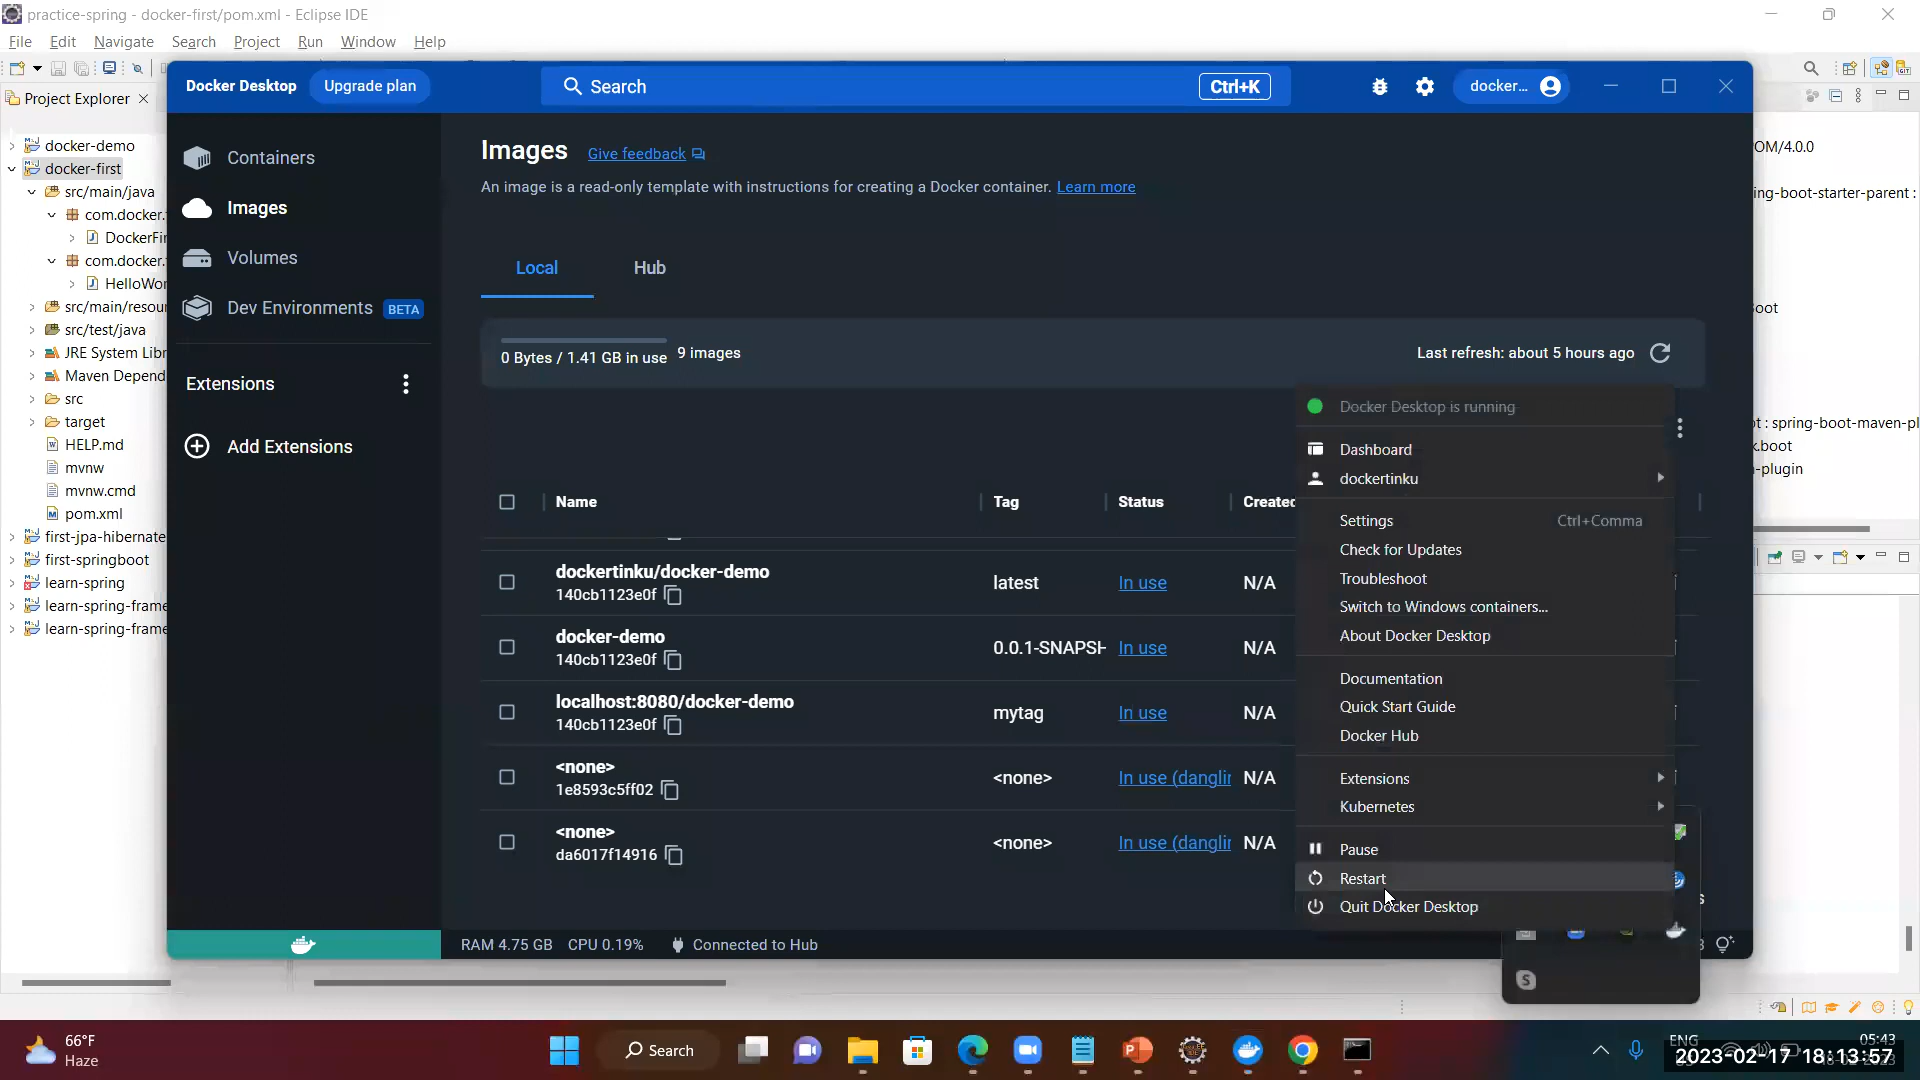 practice-spring - docker-first/pom.xml - Eclipse IDE
File Edit Navigate Search Project Run Window Help
Docker Desktop Upgrade plan Search Ctrl+K docker...
Project Explorer
docker-demo
docker-first
src/main/java
com.docker.
DockerFir
com.docker.
HelloWor
src/main/resou
src/test/java
JRE System Libr
Maven Depend
src
target
HELP.md
mvnw
mvnw.cmd
pom.xml
first-jpa-hibernate
first-springboot
learn-spring
learn-spring-frame
learn-spring-frame
Containers
Images
Volumes
Dev Environments BETA
Extensions
Add Extensions
Images Give feedback
An image is a read-only template with instructions for creating a Docker container. Learn more
Local Hub
0 Bytes / 1.41 GB in use 9 images Last refresh: about 5 hours ago
Name Tag Status Created
dockertinku/docker-demo
140cb1123e0f latest In use N/A
docker-demo
140cb1123e0f 0.0.1-SNAPSH In use N/A
localhost:8080/docker-demo
140cb1123e0f mytag In use N/A
<none>
1e8593c5ff02 <none> In use (danglin N/A
<none>
da6017f14916 <none> In use (danglin N/A
RAM 4.75 GB CPU 0.19% Connected to Hub
Docker Desktop is running
Dashboard
dockertinku
Settings Ctrl+Comma
Check for Updates
Troubleshoot
Switch to Windows containers...
About Docker Desktop
Documentation
Quick Start Guide
Docker Hub
Extensions
Kubernetes
Pause
Restart
Quit Docker Desktop
OM/4.0.0
ing-boot-starter-parent :
oot
t : spring-boot-maven-pl
k.boot
-plugin
66°F
Haze
Search
ENG
05:43
2023-02-17 18:13:57